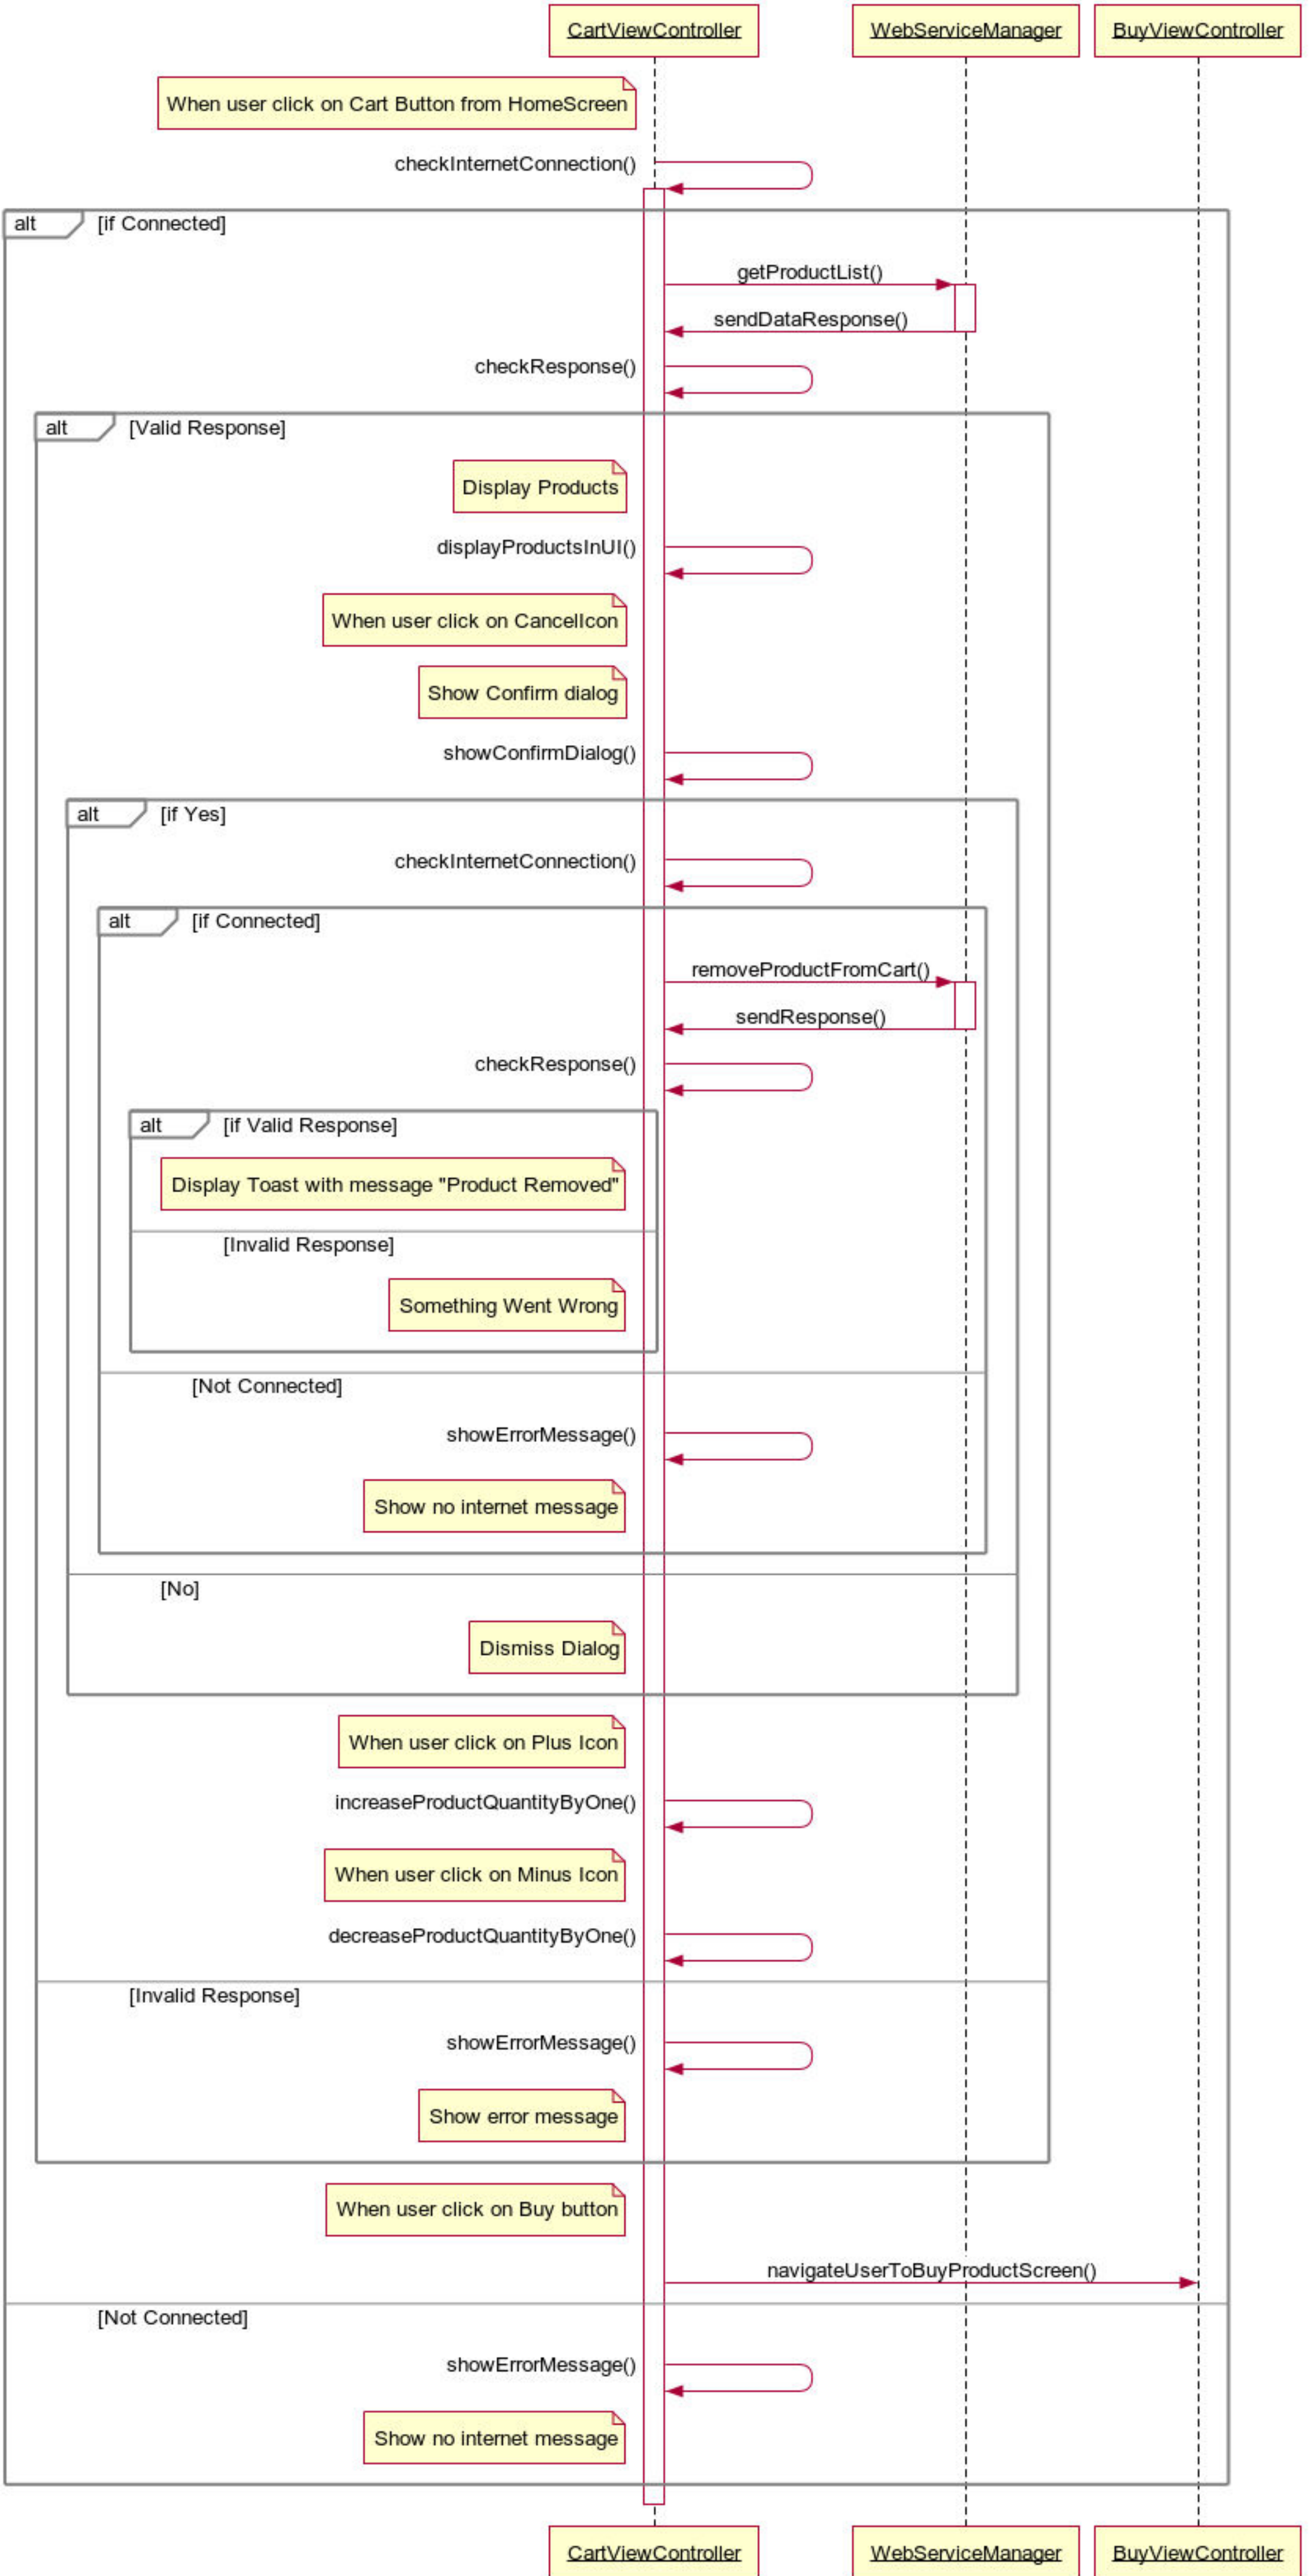 CartViewController
WebServiceManager
BuyViewController
When user click on Cart Button from HomeScreen
checkInternetConnection()
alt
[if Connected]
getProductList()
sendDataResponse()
checkResponse()
alt
[Valid Response]
Display Products
displayProductsInUI()
When user click on CancelIcon
Show Confirm dialog
showConfirmDialog()
alt
[if Yes]
checkInternetConnection()
alt
[if Connected]
removeProductFromCart()
sendResponse()
checkResponse()
alt
[if Valid Response]
Display Toast with message "Product Removed"
[Invalid Response]
Something Went Wrong
[Not Connected]
showErrorMessage()
Show no internet message
[No]
Dismiss Dialog
When user click on Plus Icon
increaseProductQuantityByOne()
When user click on Minus Icon
decreaseProductQuantityByOne()
[Invalid Response]
showErrorMessage()
Show error message
When user click on Buy button
navigateUserToBuyProductScreen()
[Not Connected]
showErrorMessage()
Show no internet message
CartViewController
WebServiceManager
BuyViewController